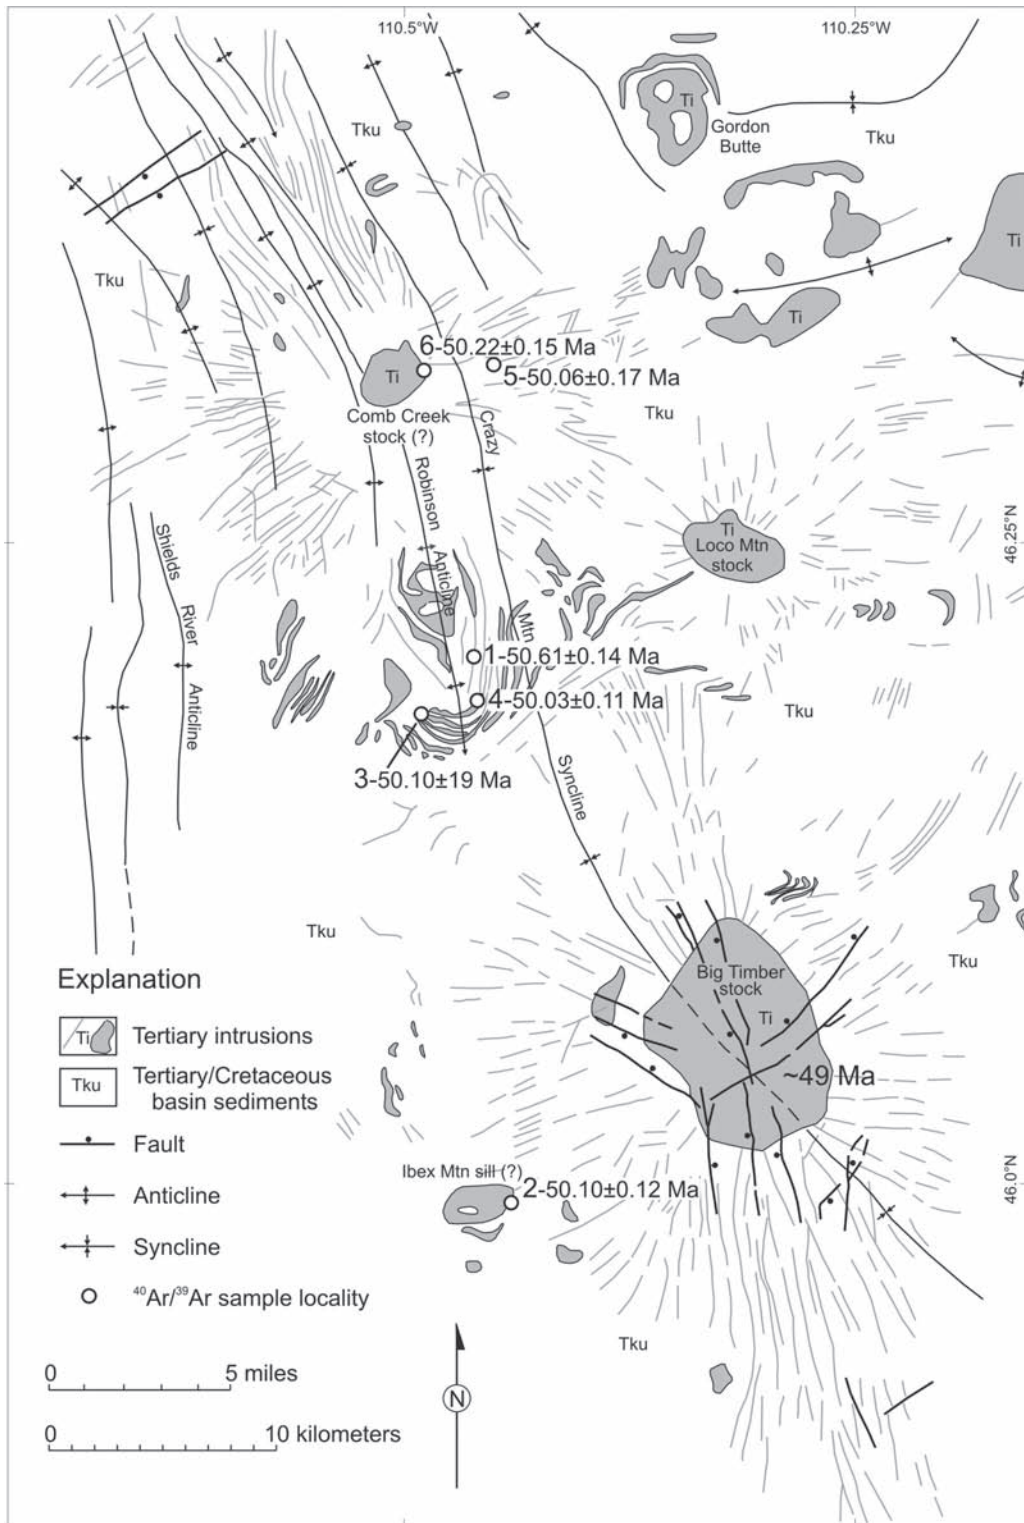 110.5°W
110.25°W
Ti
Gordon
Butte
Tku
Tku
Tku
Ti
Ti
6-50.22±0.15 Ma
5-50.06±0.17 Ma
Ti
Comb Creek
stock (?)
Tku
Crazy
Robinson
Anticline
Mtn
Syncline
46.25°N
Ti
Loco Mtn
stock
Shields
River
Anticline
1-50.61±0.14 Ma
4-50.03±0.11 Ma
3-50.10±19 Ma
Tku
Tku
Tku
Big Timber
stock
Ti
~49 Ma
46.0°N
Ibex Mtn sill (?)
2-50.10±0.12 Ma
Tku
Explanation
Ti
Tertiary intrusions
Tku
Tertiary/Cretaceous
basin sediments
Fault
Anticline
Syncline
⁴⁰Ar/³⁹Ar sample locality
0 5 miles
0 10 kilometers
N